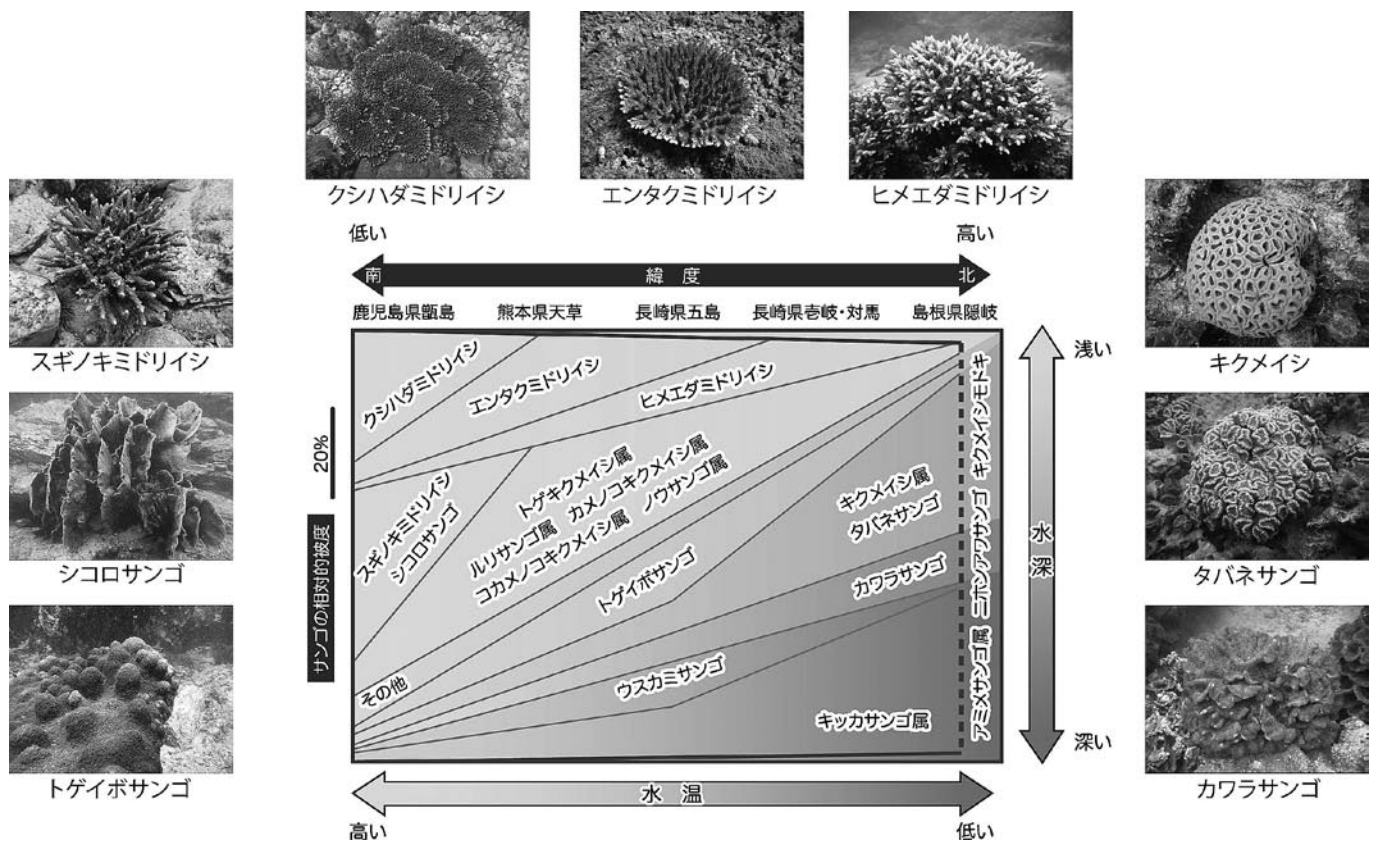 クシハダミドリイシ
エンタクミドリイシ
ヒメエダミドリイシ
スギノキミドリイシ
シコロサンゴ
トゲイボサンゴ
キクメイシ
タバネサンゴ
カワラサンゴ
低い
高い
南
緯度
北
鹿児島県甑島
熊本県天草
長崎県五島
長崎県壱岐・対馬
島根県隠岐
20%
サンゴの相対的被度
クシハダミドリイシ
エンタクミドリイシ
ヒメエダミドリイシ
スギノキミドリイシ
シコロサンゴ
トゲキクメイシ属
ルリサンゴ属 カメノコキクメイシ属
コカメノコキクメイシ属 ノウサンゴ属
その他
トゲイボサンゴ
キクメイシ属
タバネサンゴ
カワラサンゴ
ウスカミサンゴ
キッカサンゴ属
アミメサンゴ属 ニホンアワサンゴ キクメイシモドキ
浅い
水深
深い
水温
高い
低い